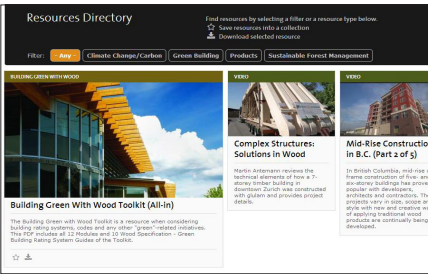 Resources Directory
Find resources by selecting a filter or a resource type below.
Save resources into a collection
Download selected resource
Filter: - Any - Climate Change/Carbon Green Building Products Sustainable Forest Management
BUILDING GREEN WITH WOOD
Building Green With Wood Toolkit (All-in)
The Building Green with Wood Toolkit is a resource when considering
building rating systems, codes and any other "green"-related initiatives.
This PDF includes all 12 Modules and 10 Wood Specification - Green
Building Rating System Guides of the Toolkit.
VIDEO
Complex Structures:
Solutions in Wood
Martin Antemann reviews the
technical elements of how a 7-
storey timber building in
downtown Zurich was constructed
with glulam and provides project
details.
VIDEO
Mid-Rise Constructio
in B.C. (Part 2 of 5)
In British Columbia, mid-rise
frame construction of five- an
six-storey buildings has prove
popular with developers,
architects and contractors. The
projects vary in size, scope an
style with new and creative wa
of applying traditional wood
products are continually being
developed.